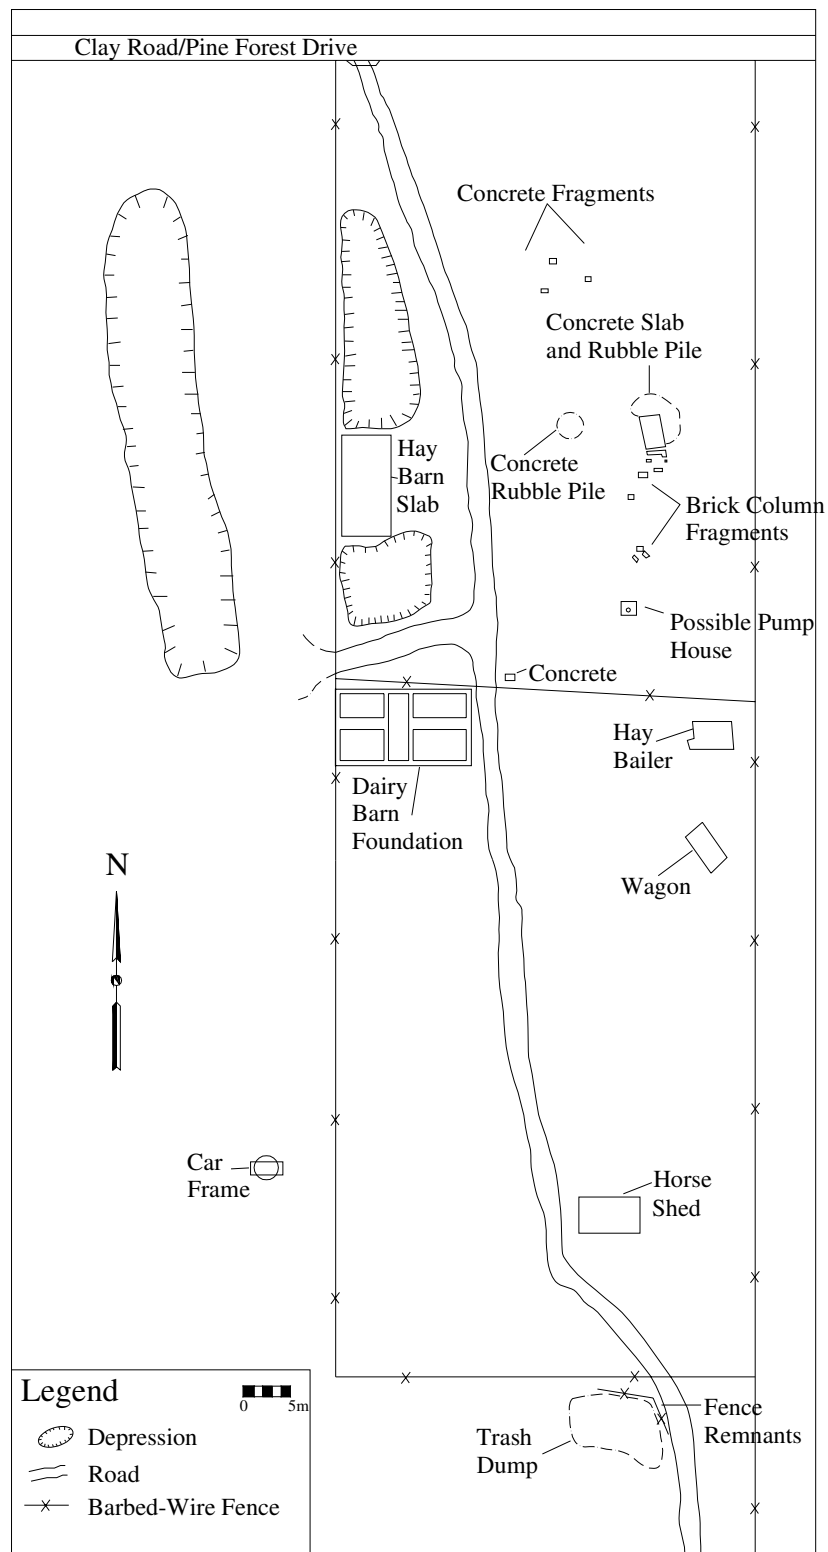 Clay Road/Pine Forest Drive
Concrete Fragments
Concrete Slab
and Rubble Pile
Hay
Barn
Slab
Concrete
Rubble Pile
Brick Column
Fragments
Possible Pump
House
Concrete
Hay
Bailer
Dairy
Barn
Foundation
Wagon
N
Car
Frame
Horse
Shed
Legend
0 5m
Depression
Road
Barbed-Wire Fence
Fence
Remnants
Trash
Dump